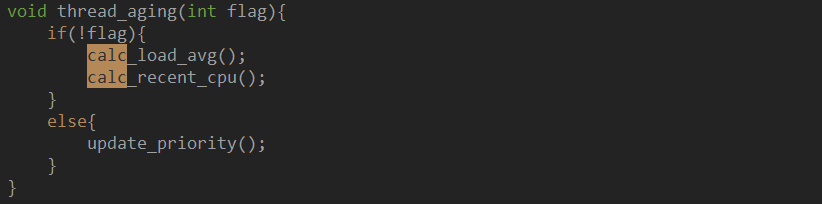 void thread_aging(int flag){
    if(!flag){
        calc_load_avg();
        calc_recent_cpu();
    }
    else{
        update_priority();
    }
}